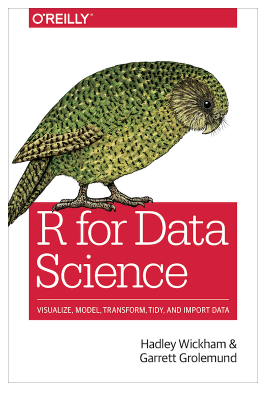 O'REILLY®
R for Data
Science
VISUALIZE, MODEL, TRANSFORM, TIDY, AND IMPORT DATA
Hadley Wickham &
Garrett Grolemund